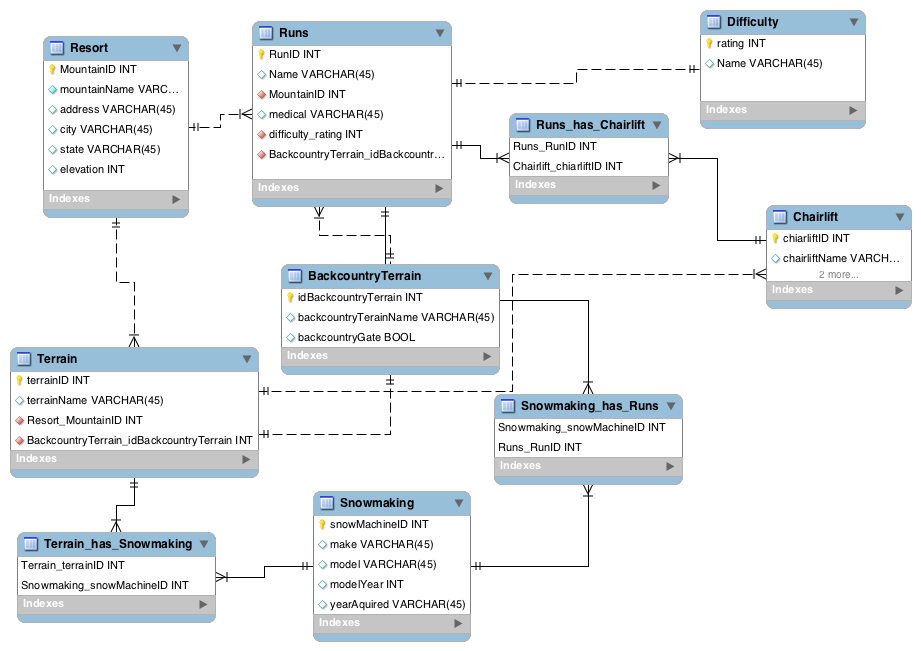 Resort
MountainID INT
mountainName VARC...
address VARCHAR(45)
city VARCHAR(45)
state VARCHAR(45)
elevation INT
Indexes
Runs
RunID INT
Name VARCHAR(45)
MountainID INT
medical VARCHAR(45)
difficulty_rating INT
BackcountryTerrain_idBackcountr...
Indexes
Difficulty
rating INT
Name VARCHAR(45)
Indexes
Runs_has_Chairlift
Runs_RunID INT
Chairlift_chiarliftID INT
Indexes
Chairlift
chiarliftID INT
chairliftName VARCH...
2 more...
Indexes
BackcountryTerrain
idBackcountryTerrain INT
backcountryTerainName VARCHAR(45)
backcountryGate BOOL
Indexes
Terrain
terrainID INT
terrainName VARCHAR(45)
Resort_MountainID INT
BackcountryTerrain_idBackcountryTerrain INT
Indexes
Snowmaking_has_Runs
Snowmaking_snowMachineID INT
Runs_RunID INT
Indexes
Snowmaking
snowMachineID INT
make VARCHAR(45)
model VARCHAR(45)
modelYear INT
yearAquired VARCHAR(45)
Indexes
Terrain_has_Snowmaking
Terrain_terrainID INT
Snowmaking_snowMachineID INT
Indexes